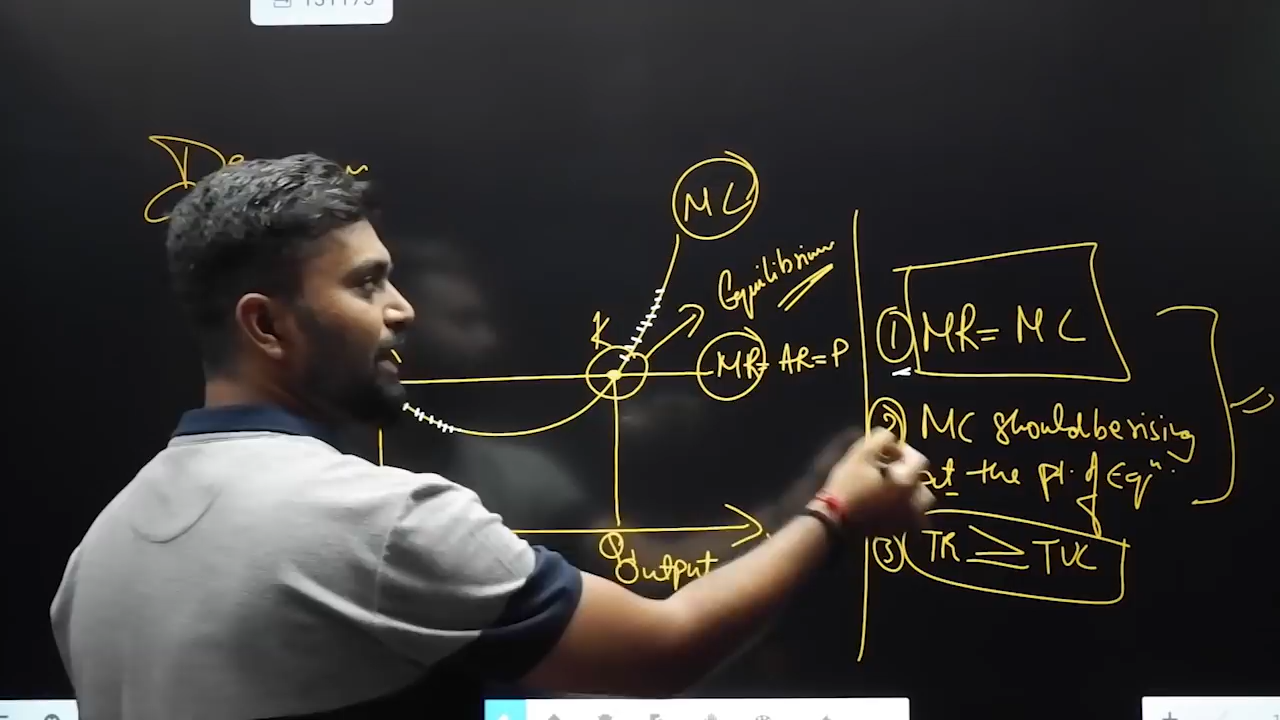 MC
Equilibrium
K
MR= AR=P
Q
output
① MR= MC
② MC should be rising
at the pt. of Eqⁿ.
③ TR ≥ TVC